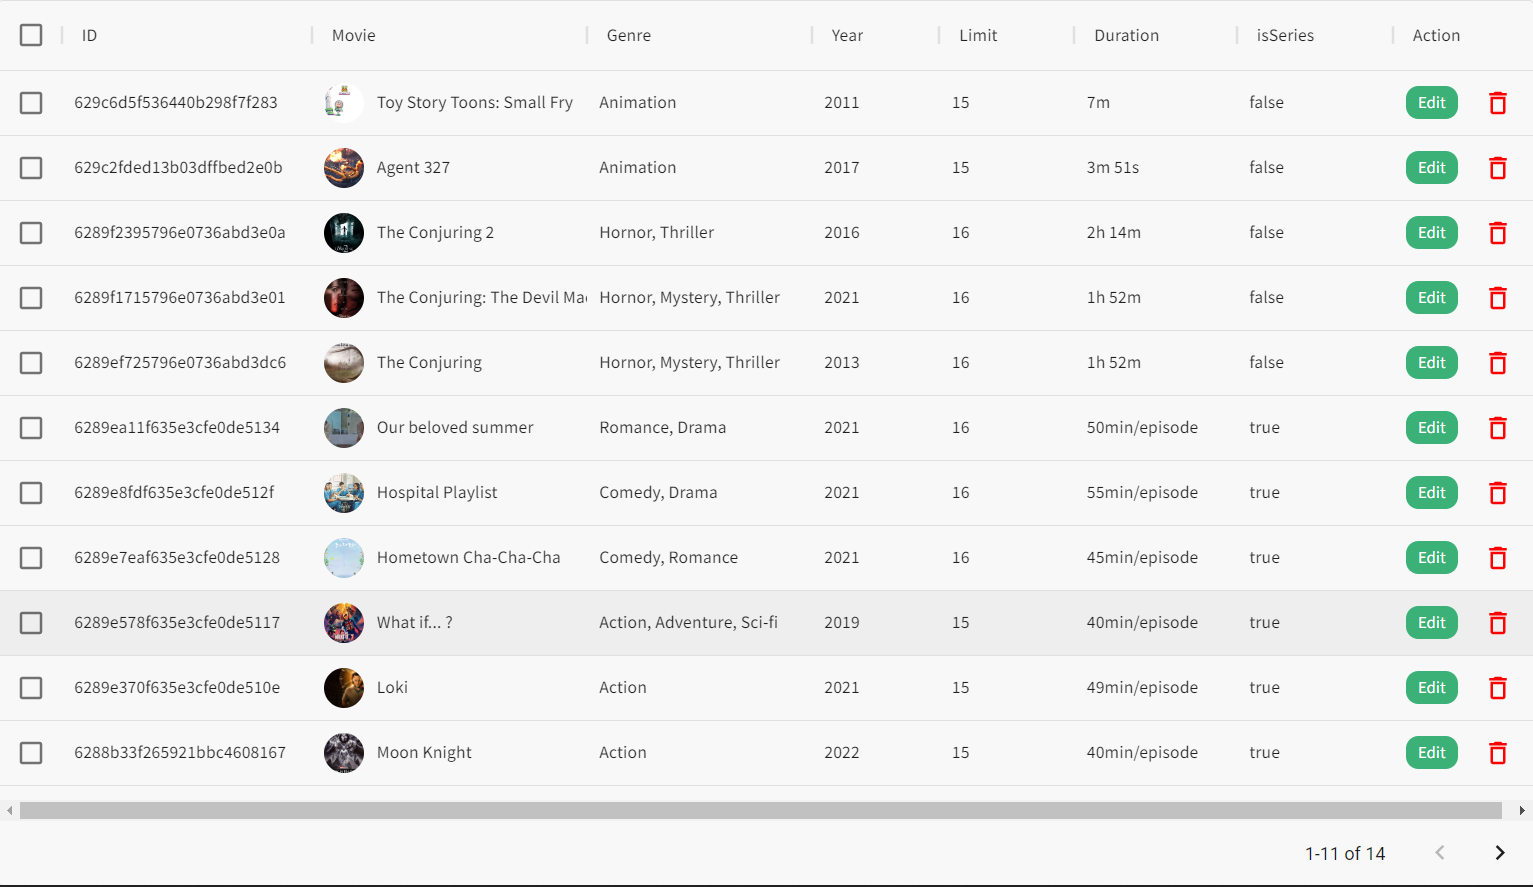 ID Movie Genre Year Limit Duration isSeries Action
629c6d5f536440b298f7f283 Toy Story Toons: Small Fry Animation 2011 15 7m false Edit
629c2fded13b03dffbed2e0b Agent 327 Animation 2017 15 3m 51s false Edit
6289f2395796e0736abd3e0a The Conjuring 2 Hornor, Thriller 2016 16 2h 14m false Edit
6289f1715796e0736abd3e01 The Conjuring: The Devil Hornor, Mystery, Thriller 2021 16 1h 52m false Edit
6289ef725796e0736abd3dc6 The Conjuring Hornor, Mystery, Thriller 2013 16 1h 52m false Edit
6289ea11f635e3cfe0de5134 Our beloved summer Romance, Drama 2021 16 50min/episode true Edit
6289e8fdf635e3cfe0de512f Hospital Playlist Comedy, Drama 2021 16 55min/episode true Edit
6289e7eaf635e3cfe0de5128 Hometown Cha-Cha-Cha Comedy, Romance 2021 16 45min/episode true Edit
6289e578f635e3cfe0de5117 What if... ? Action, Adventure, Sci-fi 2019 15 40min/episode true Edit
6289e370f635e3cfe0de510e Loki Action 2021 15 49min/episode true Edit
6288b33f265921bbc4608167 Moon Knight Action 2022 15 40min/episode true Edit
1-11 of 14